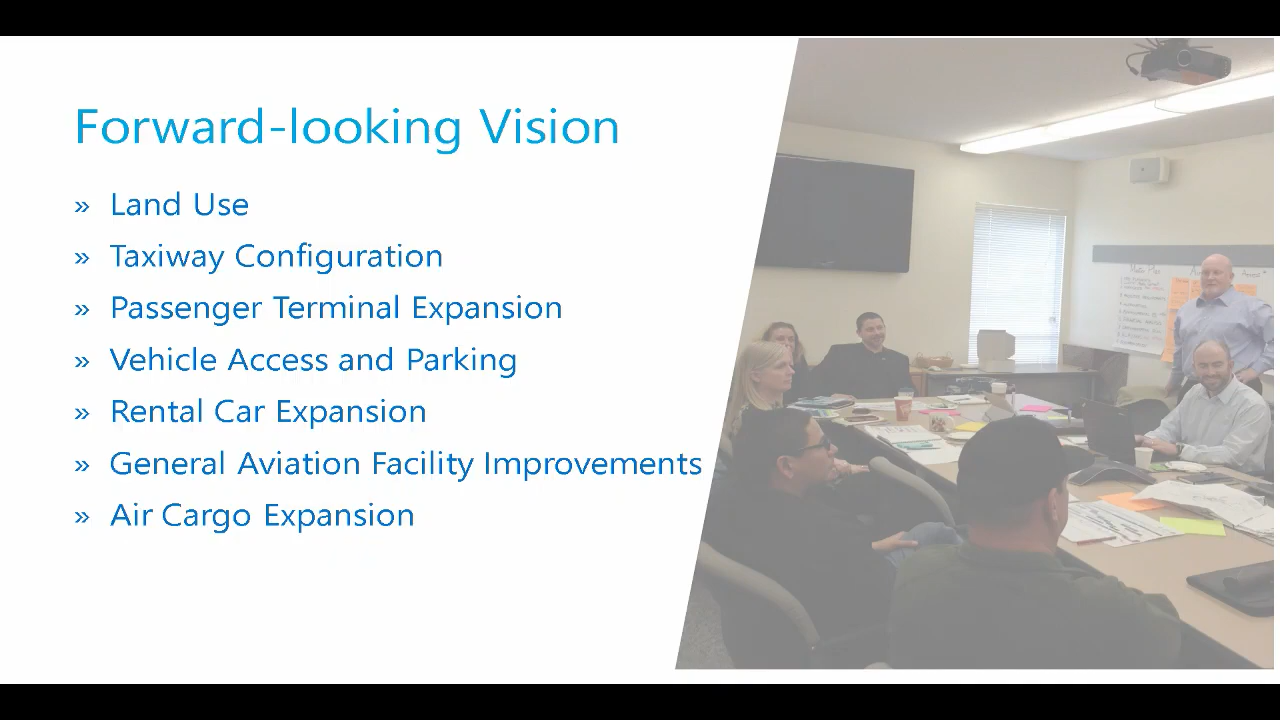 Forward-looking Vision
» Land Use
» Taxiway Configuration
» Passenger Terminal Expansion
» Vehicle Access and Parking
» Rental Car Expansion
» General Aviation Facility Improvements
» Air Cargo Expansion